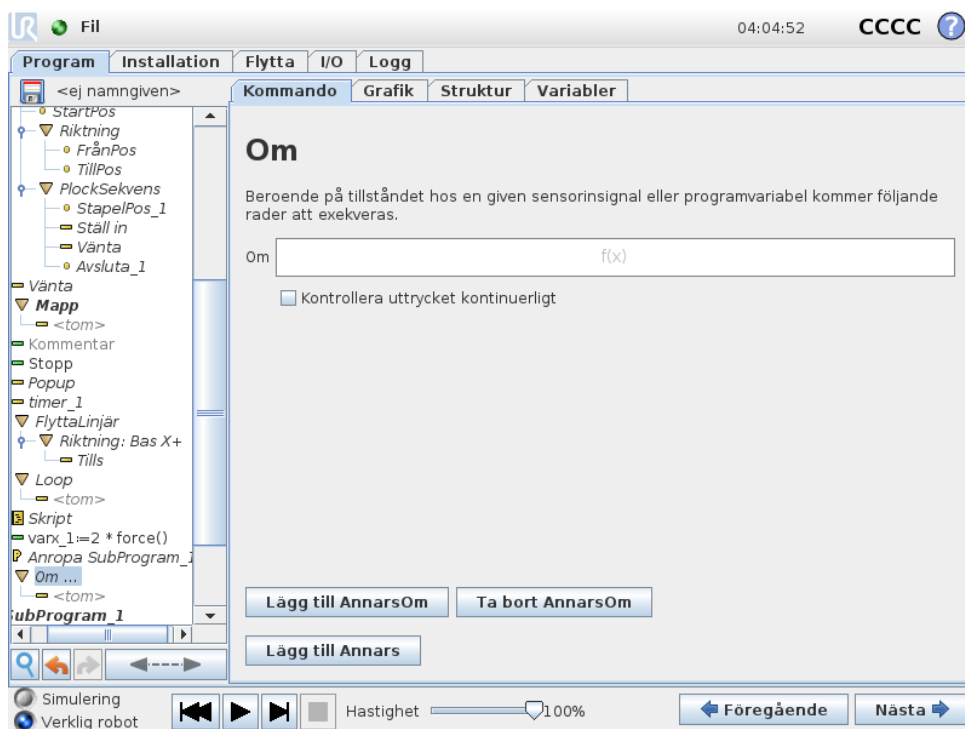 UR Fil 04:04:52 CCCC ?
Program Installation Flytta I/O Logg
<ej namngiven>
Kommando Grafik Struktur Variabler
StartPos
Riktning
FrånPos
TillPos
PlockSekvens
StapelPos_1
Ställ in
Vänta
Avsluta_1
Vänta
Mapp
<tom>
Kommentar
Stopp
Popup
timer_1
FlyttaLinjär
Riktning: Bas X+
Tills
Loop
<tom>
Skript
varx_1:=2 * force()
Anropa SubProgram_1
Om ...
<tom>
SubProgram_1
Om
Beroende på tillståndet hos en given sensorinsignal eller programvariabel kommer följande
rader att exekveras.
Om f(x)
Kontrollera uttrycket kontinuerligt
Lägg till AnnarsOm Ta bort AnnarsOm
Lägg till Annars
Simulering
Verklig robot
Hastighet 100%
Föregående Nästa